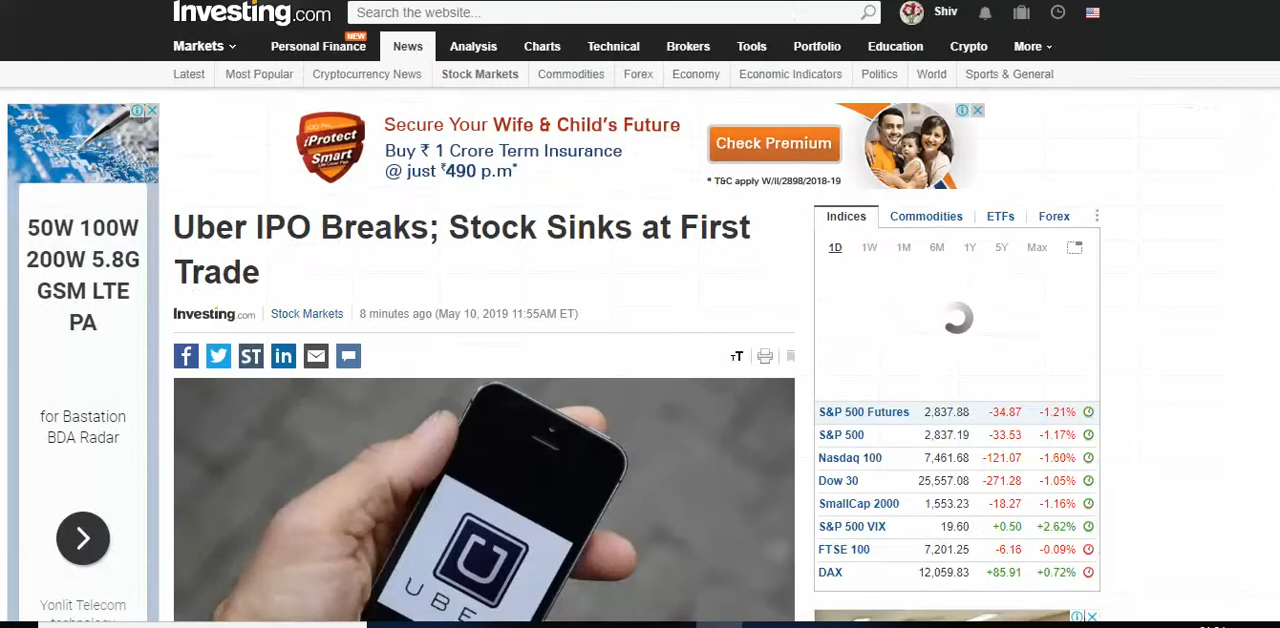 Investing.com
Search the website...
Shiv
Markets
Personal Finance
NEW
News
Analysis
Charts
Technical
Brokers
Tools
Portfolio
Education
Crypto
More
Latest
Most Popular
Cryptocurrency News
Stock Markets
Commodities
Forex
Economy
Economic Indicators
Politics
World
Sports & General
50W 100W
200W 5.8G
GSM LTE
PA
for Bastation
BDA Radar
Yonlit Telecom
iProtect
Smart
Secure Your Wife & Child's Future
Buy ₹ 1 Crore Term Insurance
@ just ₹490 p.m*
Check Premium
* T&C apply W/II/2898/2018-19
Uber IPO Breaks; Stock Sinks at First
Trade
Investing.com
Stock Markets
8 minutes ago (May 10, 2019 11:55AM ET)
f
ST
in
TT
UBE
Indices
Commodities
ETFs
Forex
1D 1W 1M 6M 1Y 5Y Max
S&P 500 Futures 2,837.88 -34.87 -1.21%
S&P 500 2,837.19 -33.53 -1.17%
Nasdaq 100 7,461.68 -121.07 -1.60%
Dow 30 25,557.08 -271.28 -1.05%
SmallCap 2000 1,553.23 -18.27 -1.16%
S&P 500 VIX 19.60 +0.50 +2.62%
FTSE 100 7,201.25 -6.16 -0.09%
DAX 12,059.83 +85.91 +0.72%